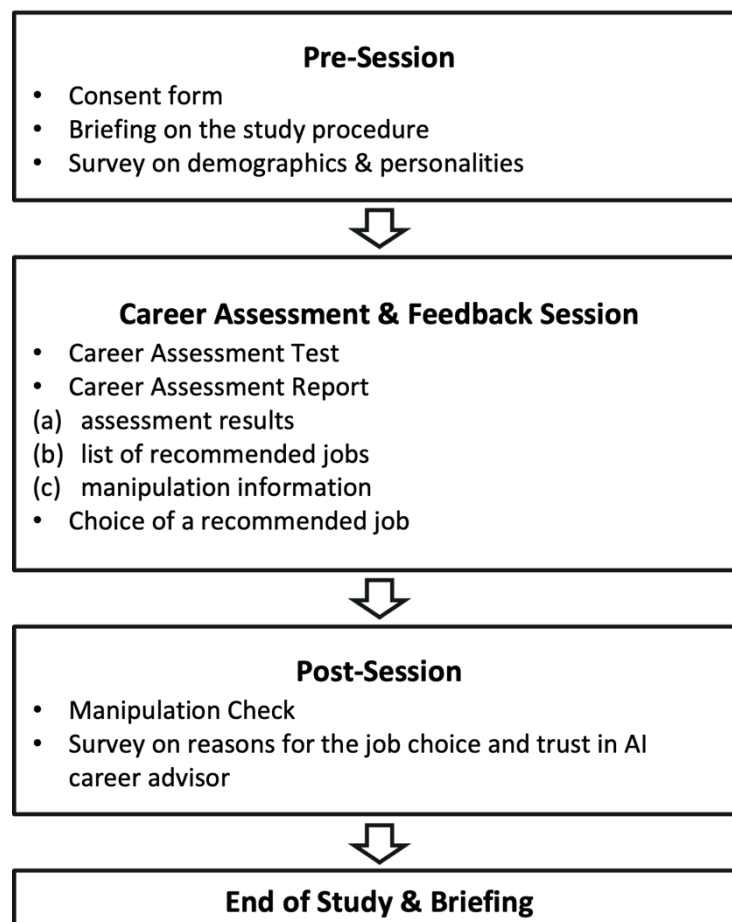 Pre-Session
• Consent form
• Briefing on the study procedure
• Survey on demographics & personalities
Career Assessment & Feedback Session
• Career Assessment Test
• Career Assessment Report
(a) assessment results
(b) list of recommended jobs
(c) manipulation information
• Choice of a recommended job
Post-Session
• Manipulation Check
• Survey on reasons for the job choice and trust in AI
career advisor
End of Study & Briefing